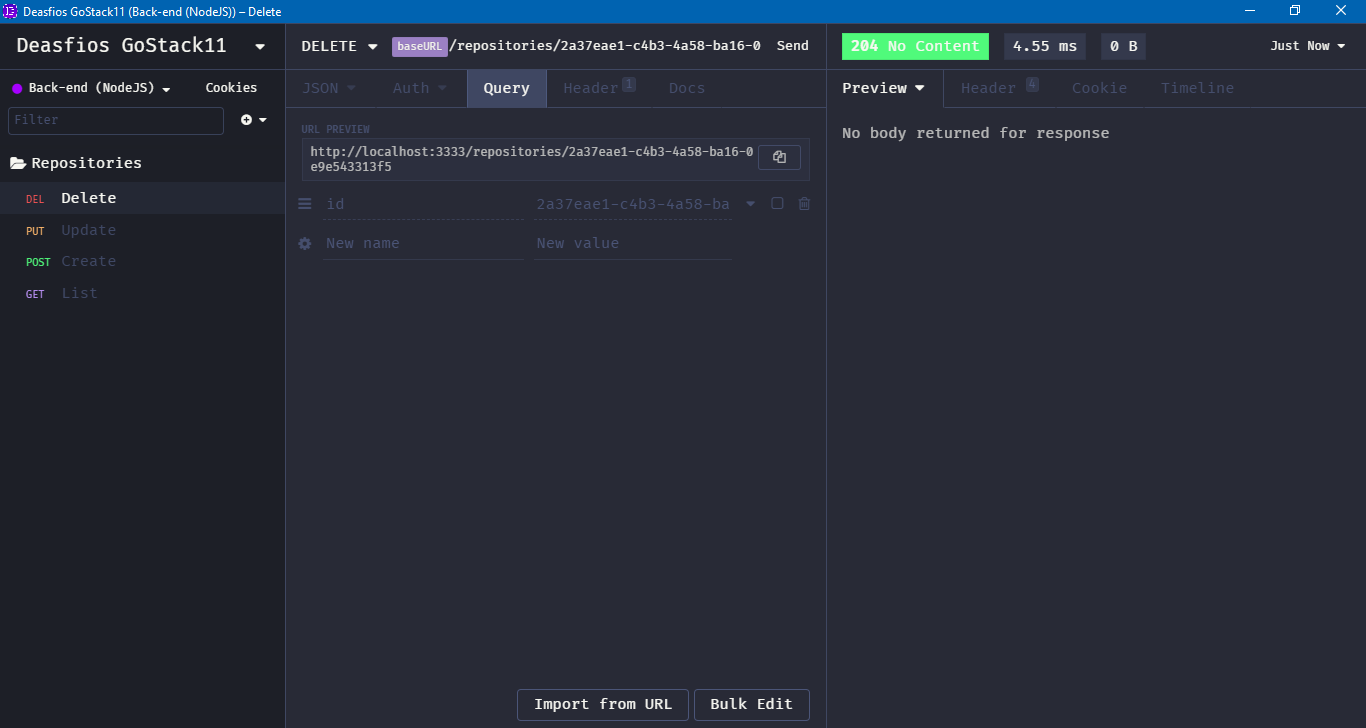 Deasfios GoStack11 (Back-end (NodeJS)) – Delete
Deasfios GoStack11
DELETE baseURL/repositories/2a37eae1-c4b3-4a58-ba16-0 Send
204 No Content 4.55 ms 0 B Just Now
Back-end (NodeJS) Cookies
JSON Auth Query Header 1 Docs
Preview Header 4 Cookie Timeline
Filter
URL PREVIEW
http://localhost:3333/repositories/2a37eae1-c4b3-4a58-ba16-0
e9e543313f5
No body returned for response
Repositories
DEL Delete
id 2a37eae1-c4b3-4a58-ba
PUT Update
New name New value
POST Create
GET List
Import from URL Bulk Edit